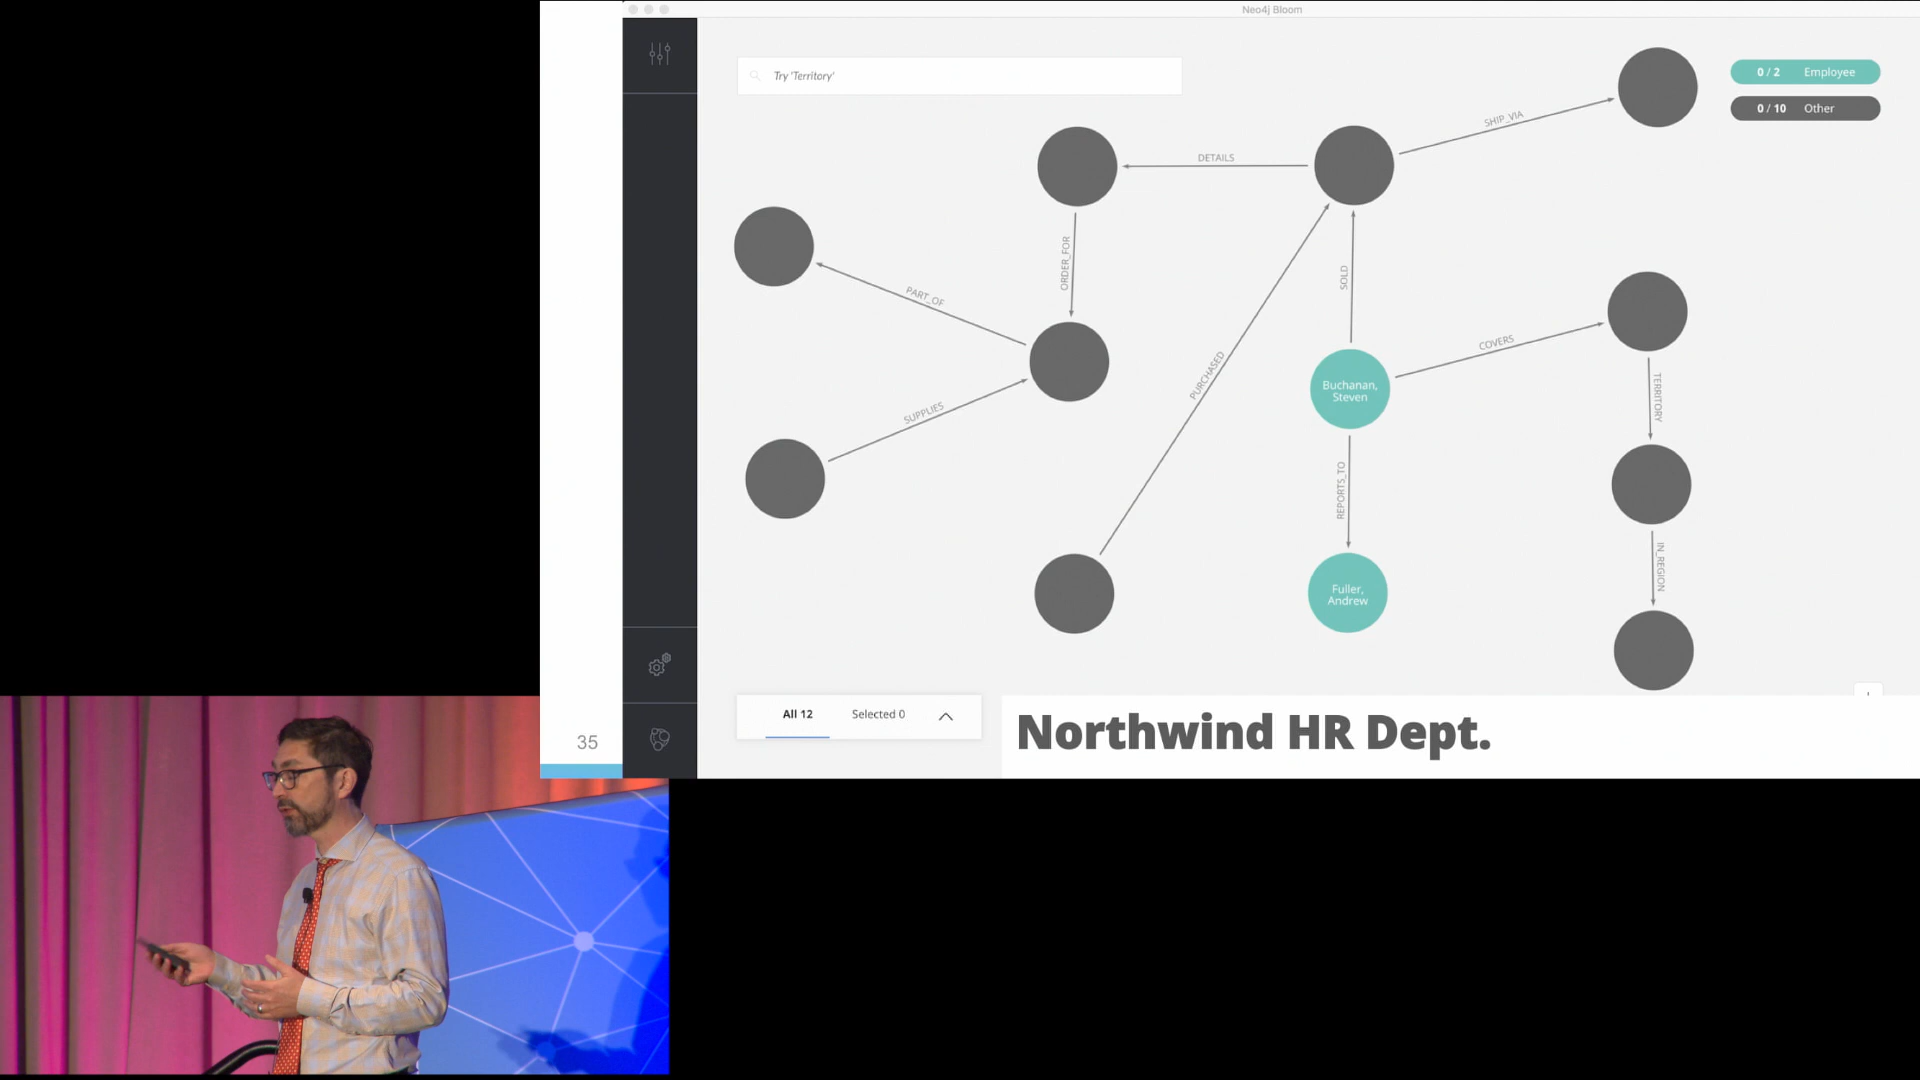 Neo4j Bloom
Try 'Territory'
0 / 2 Employee
0 / 10 Other
SHIP_VIA
DETAILS
ORDER_FOR
PART_OF
SOLD
COVERS
PURCHASED
SUPPLIES
TERRITORY
Buchanan,
Steven
REPORTS_TO
IN_REGION
Fuller,
Andrew
All 12
Selected 0
Northwind HR Dept.
35